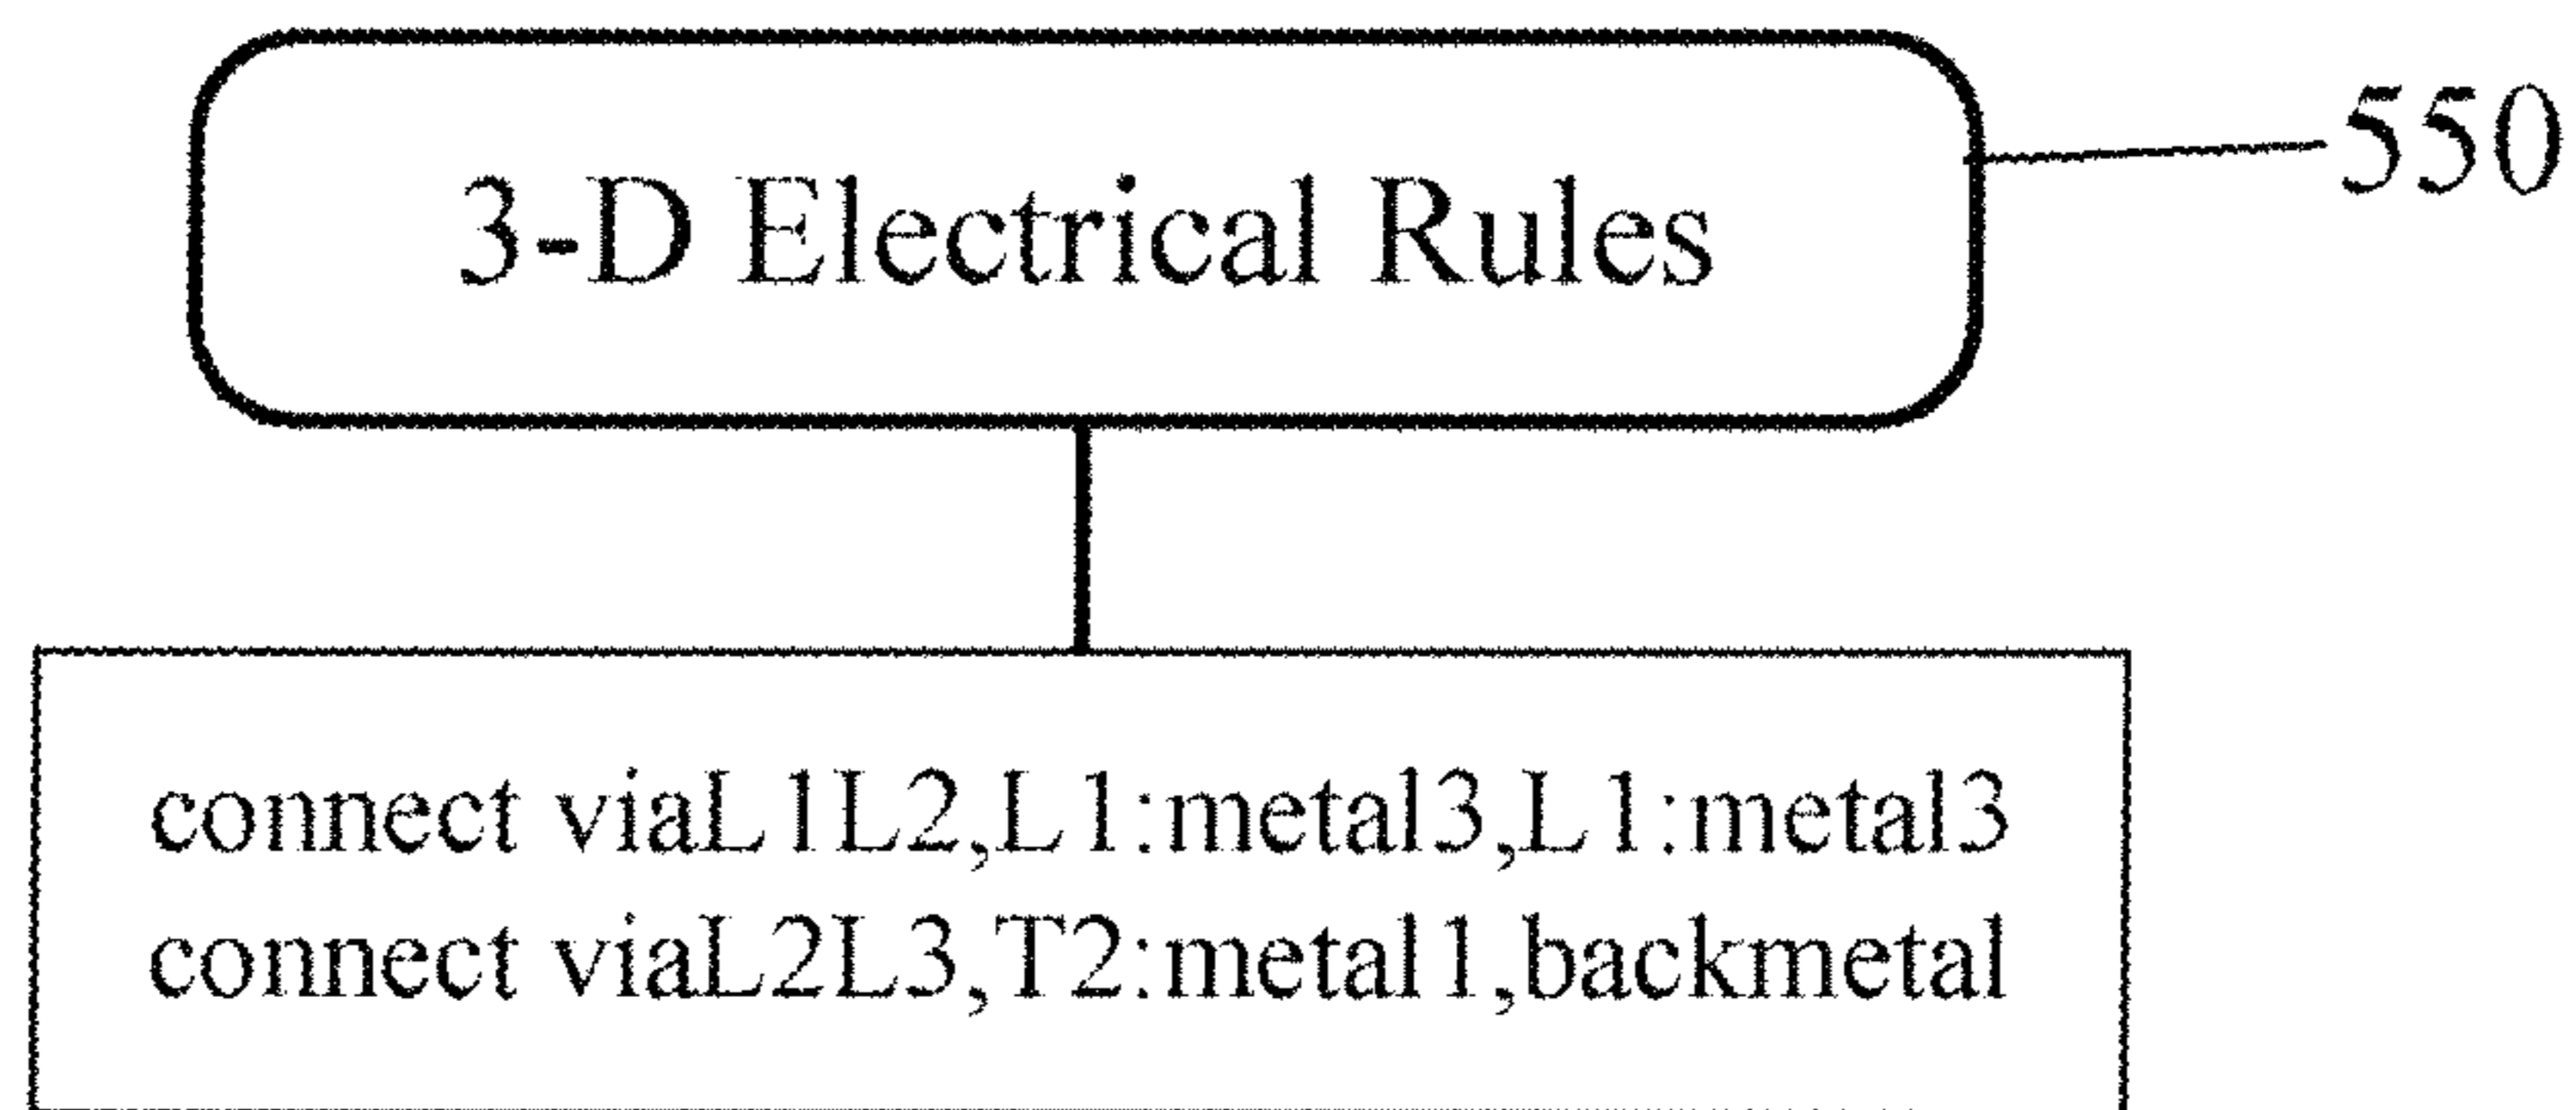 3-D Electrical Rules
550
connect viaL1L2,L1:metal3,L1:metal3
connect viaL2L3,T2:metal1,backmetal